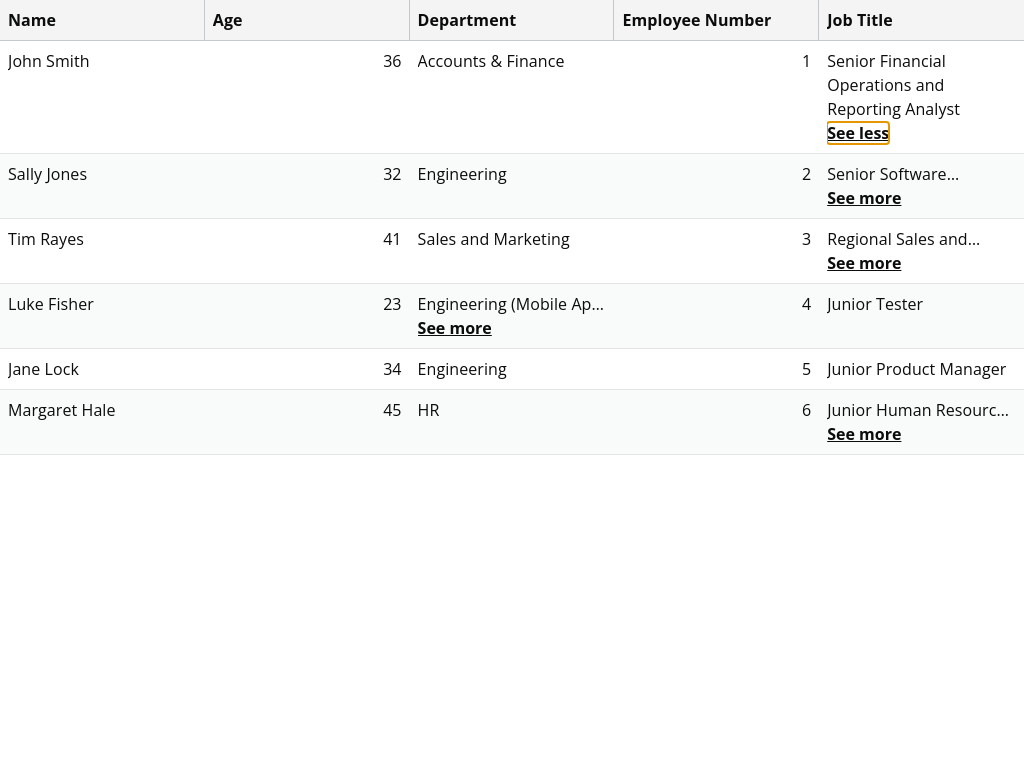 Name Age Department Employee Number Job Title
John Smith 36 Accounts & Finance 1 Senior Financial
Operations and
Reporting Analyst
See less
Sally Jones 32 Engineering 2 Senior Software...
See more
Tim Rayes 41 Sales and Marketing 3 Regional Sales and...
See more
Luke Fisher 23 Engineering (Mobile Ap... 4 Junior Tester
See more
Jane Lock 34 Engineering 5 Junior Product Manager
Margaret Hale 45 HR 6 Junior Human Resourc...
See more